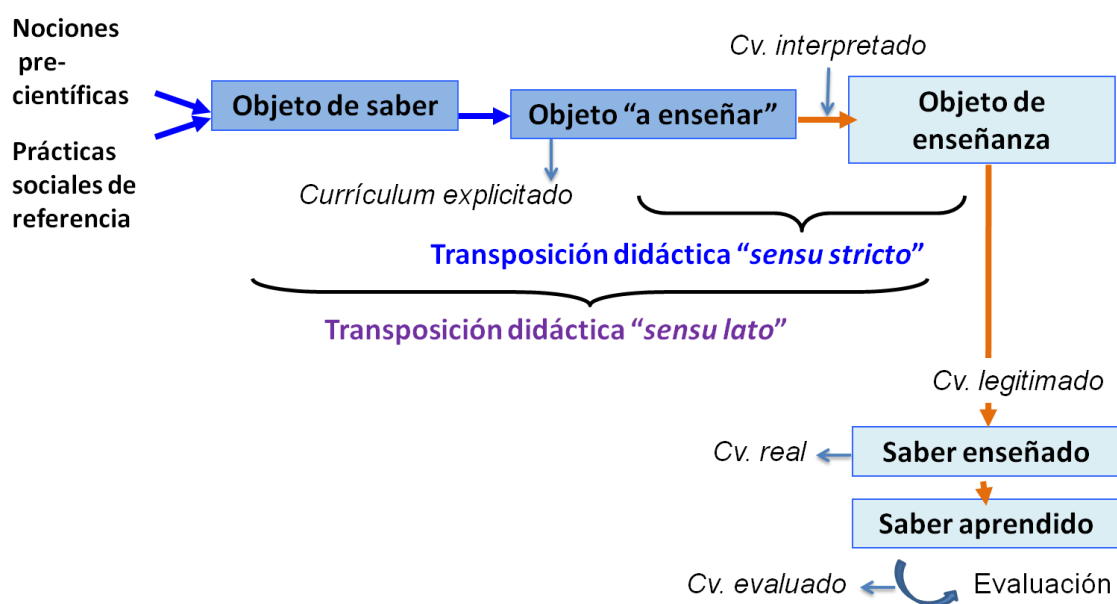 Nociones
pre-
científicas
Prácticas
sociales de
referencia
Objeto de saber
Objeto “a enseñar”
Cv. interpretado
Objeto de
enseñanza
Currículum explicitado
Transposición didáctica “sensu stricto”
Transposición didáctica “sensu lato”
Cv. legitimado
Cv. real
Saber enseñado
Saber aprendido
Cv. evaluado
Evaluación